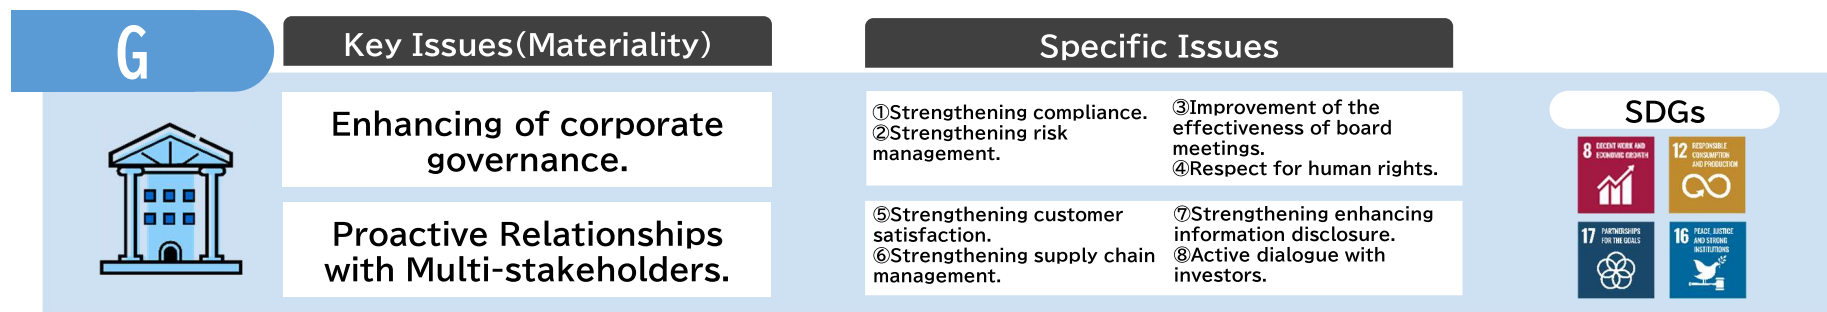 G
Key Issues(Materiality)
Specific Issues
Enhancing of corporate
governance.
①Strengthening compliance.
②Strengthening risk
management.
③Improvement of the
effectiveness of board
meetings.
④Respect for human rights.
Proactive Relationships
with Multi-stakeholders.
⑤Strengthening customer
satisfaction.
⑥Strengthening supply chain
management.
⑦Strengthening enhancing
information disclosure.
⑧Active dialogue with
investors.
SDGs
8 DECENT WORK AND
ECONOMIC GROWTH
12 RESPONSIBLE
CONSUMPTION
AND PRODUCTION
17 PARTNERSHIPS
FOR THE GOALS
16 PEACE, JUSTICE
AND STRONG
INSTITUTIONS